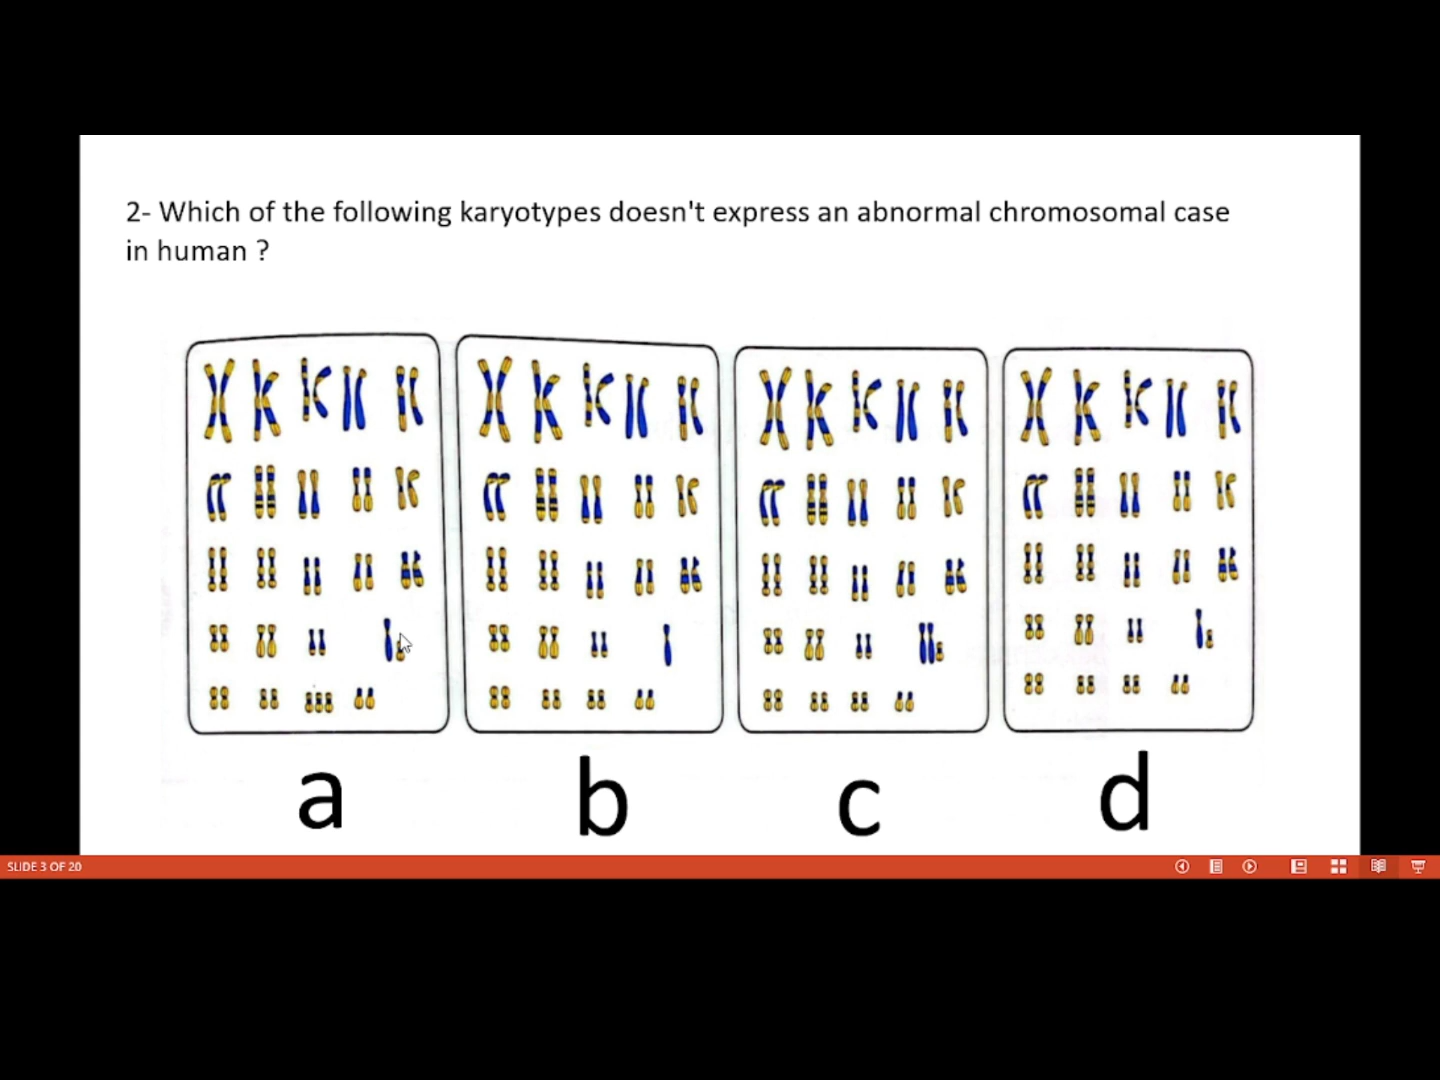 2- Which of the following karyotypes doesn't express an abnormal chromosomal case
in human ?
a b c d
SLIDE 3 OF 20